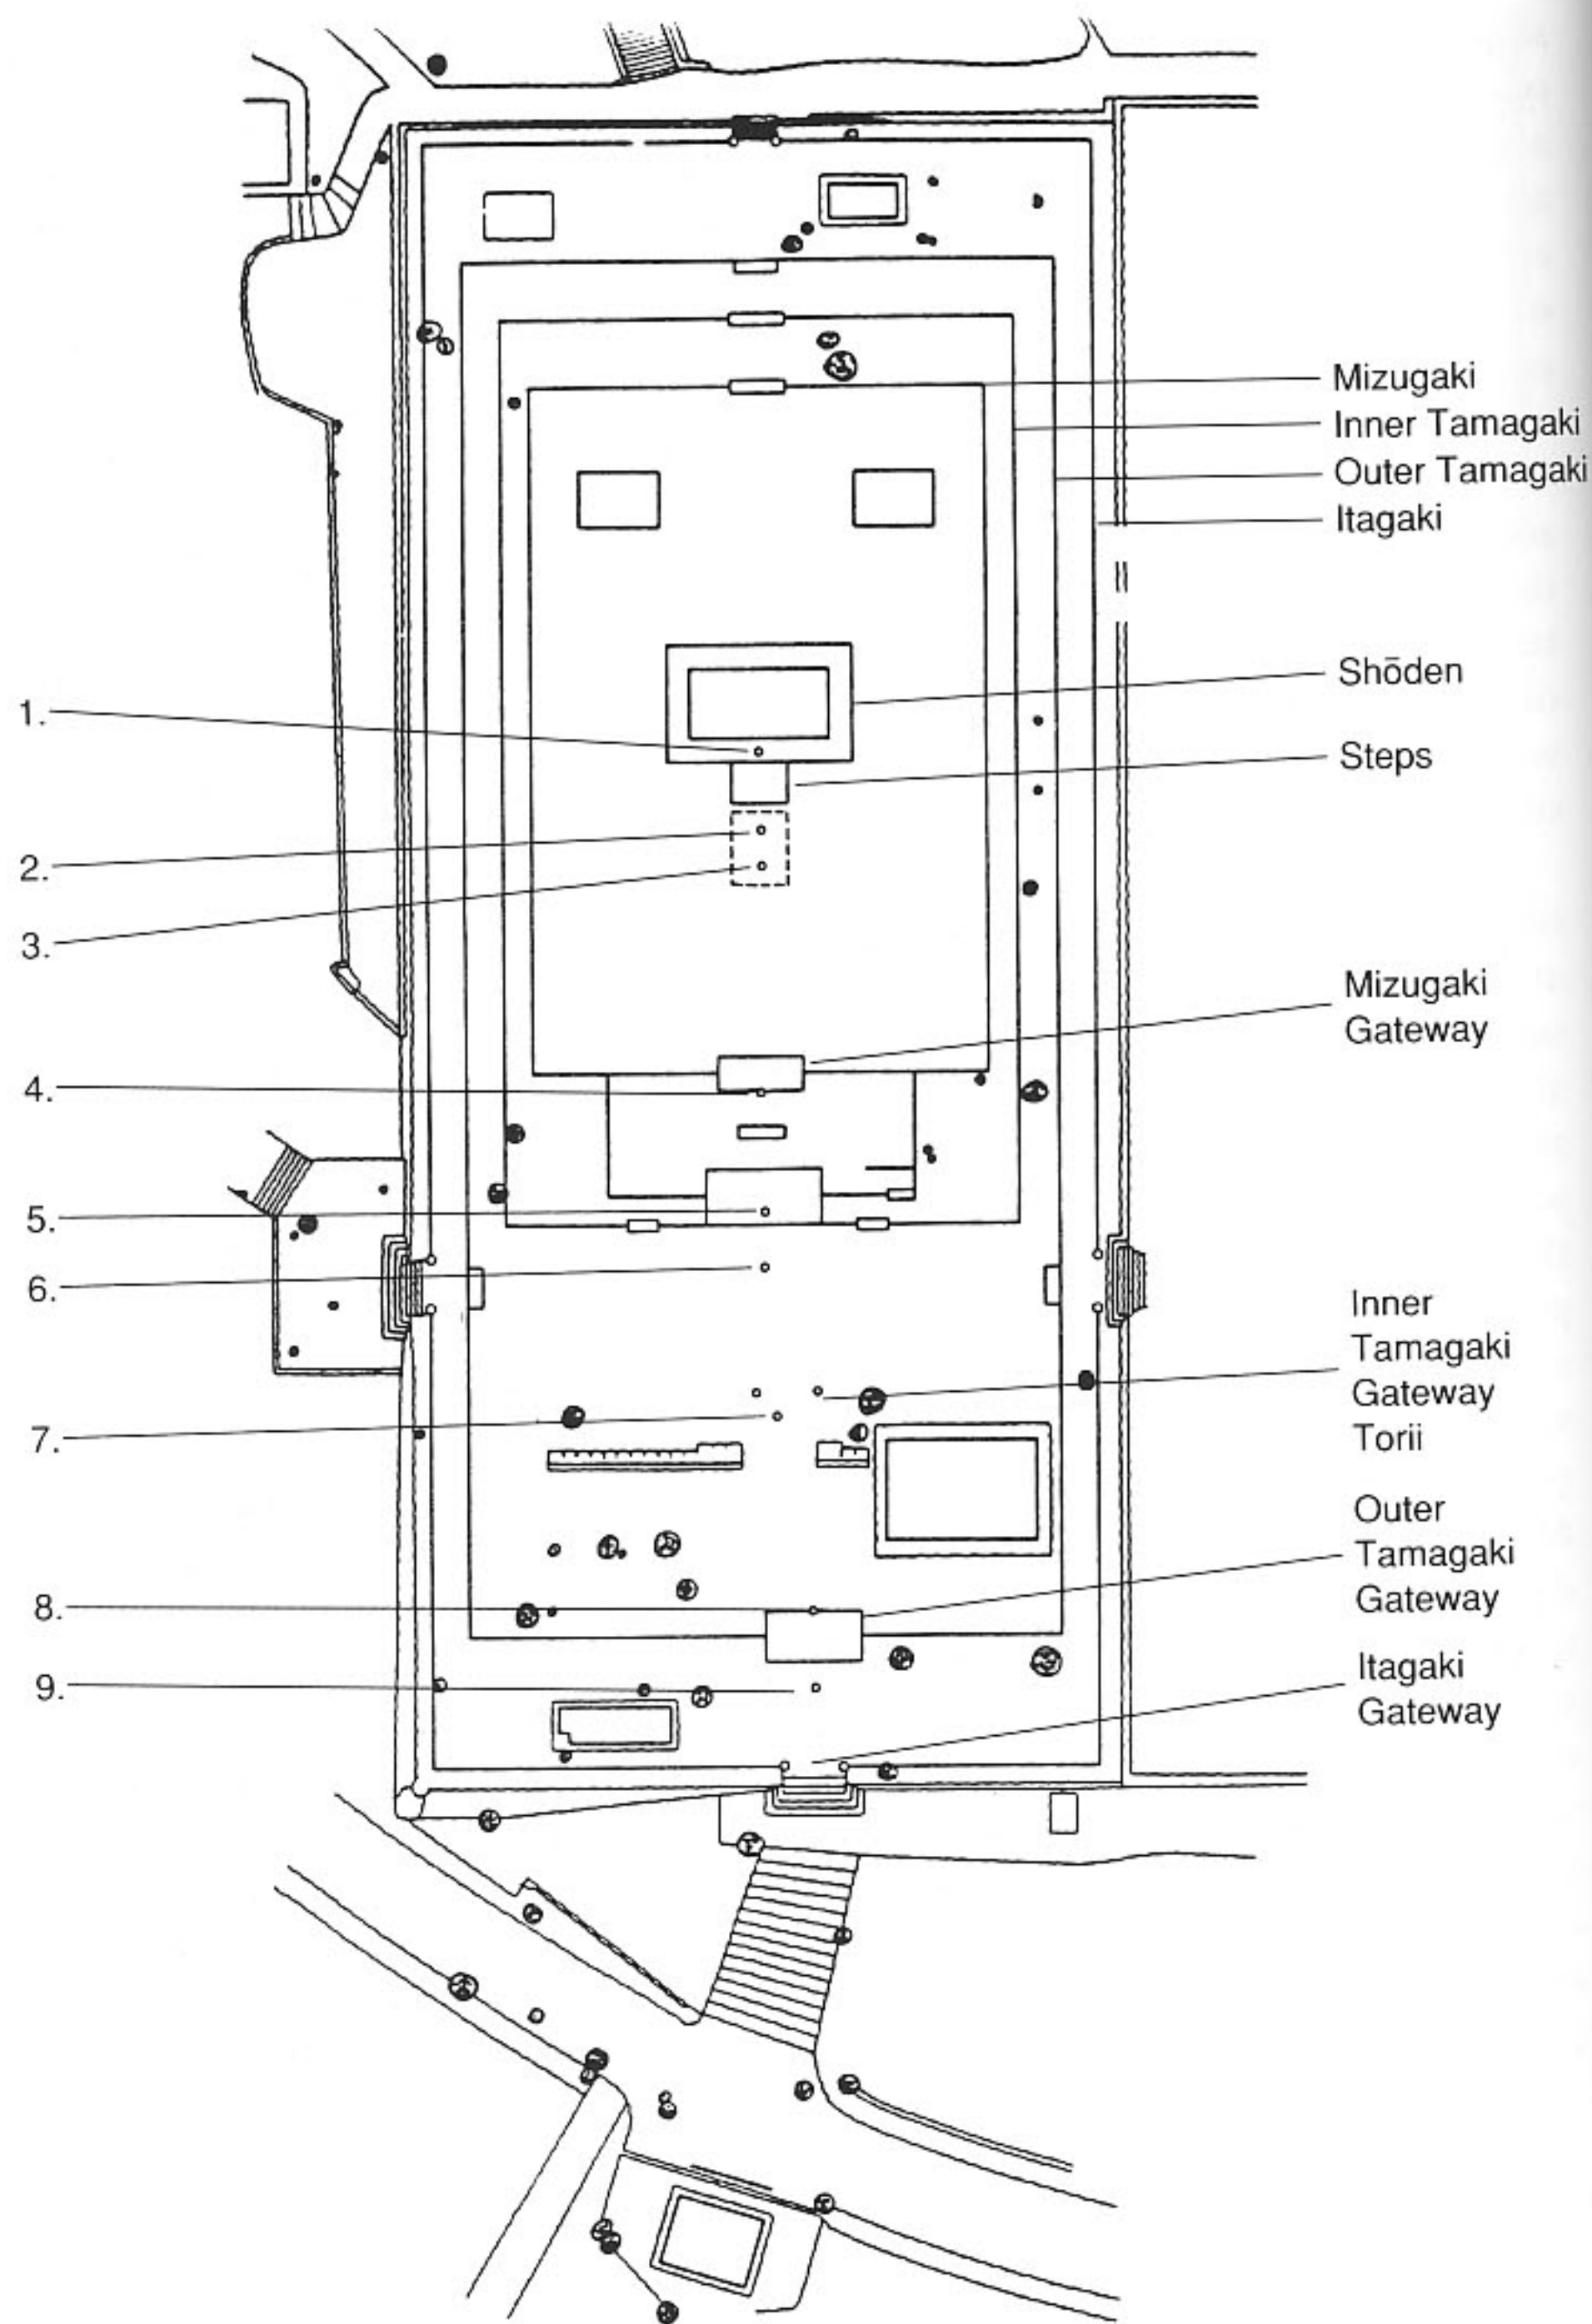 Mizugaki
Inner Tamagaki
Outer Tamagaki
Itagaki
Shōden
Steps
Mizugaki
Gateway
Inner
Tamagaki
Gateway
Torii
Outer
Tamagaki
Gateway
Itagaki
Gateway
1.
2.
3.
4.
5.
6.
7.
8.
9.